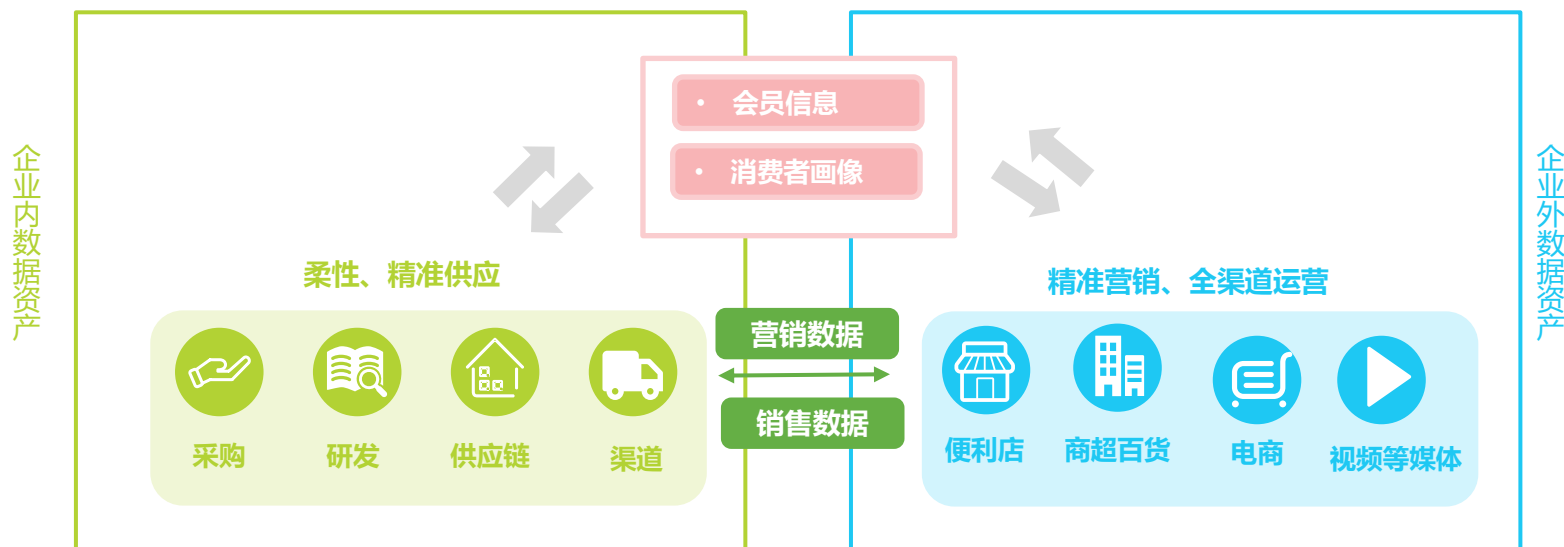 • 会员信息
• 消费者画像
企业内数据资产
企业外数据资产
柔性、精准供应
精准营销、全渠道运营
营销数据
销售数据
采购
研发
供应链
渠道
便利店
商超百货
电商
视频等媒体